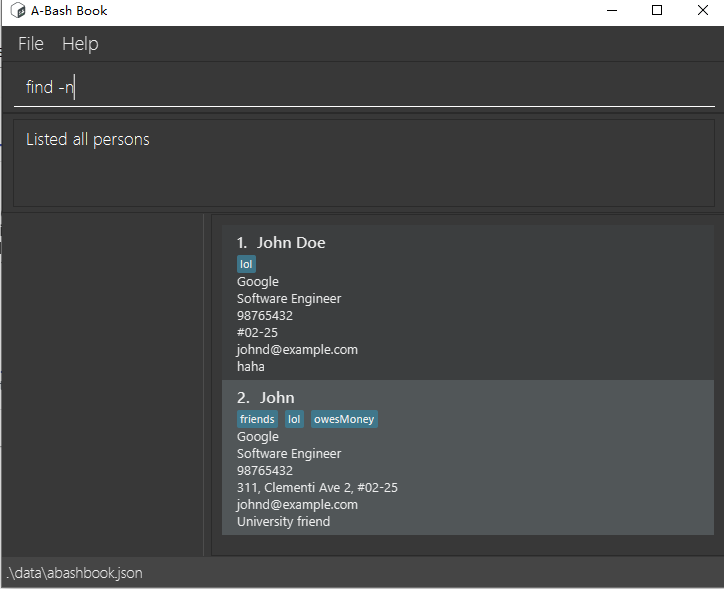 A-Bash Book
File Help
find -n
Listed all persons
1. John Doe
lol
Google
Software Engineer
98765432
#02-25
johnd@example.com
haha
2. John
friends lol owesMoney
Google
Software Engineer
98765432
311, Clementi Ave 2, #02-25
johnd@example.com
University friend
.\data\abashbook.json